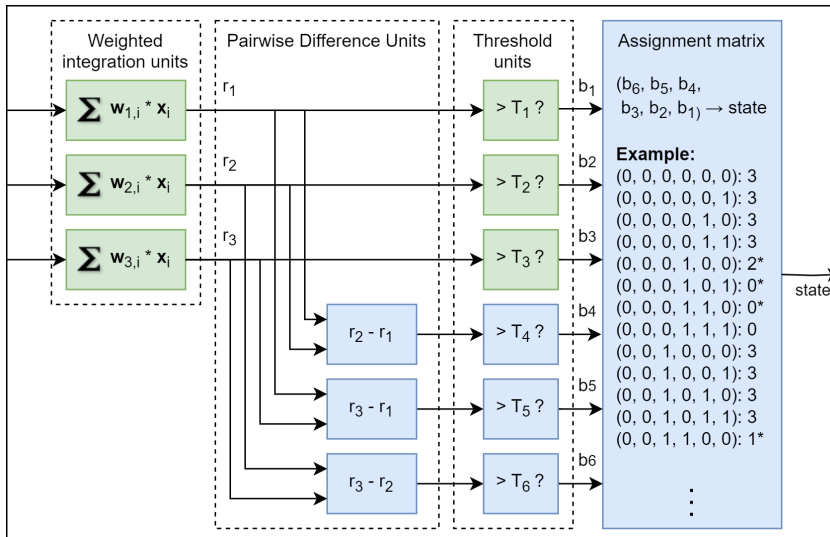 Weighted
integration units
Pairwise Difference Units
Threshold
units
Assignment matrix
∑ w₁,ᵢ * xᵢ
r₁
> T₁ ?
b₁
(b₆, b₅, b₄,
b₃, b₂, b₁) → state
∑ w₂,ᵢ * xᵢ
r₂
> T₂ ?
b2
∑ w₃,ᵢ * xᵢ
r₃
> T₃ ?
b3
r₂ - r₁
> T₄ ?
b4
r₃ - r₁
> T₅ ?
b5
r₃ - r₂
> T₆ ?
b6
Example:
(0, 0, 0, 0, 0, 0): 3
(0, 0, 0, 0, 0, 1): 3
(0, 0, 0, 0, 1, 0): 3
(0, 0, 0, 0, 1, 1): 3
(0, 0, 0, 1, 0, 0): 2*
(0, 0, 0, 1, 0, 1): 0*
(0, 0, 0, 1, 1, 0): 0*
(0, 0, 0, 1, 1, 1): 0
(0, 0, 1, 0, 0, 0): 3
(0, 0, 1, 0, 0, 1): 3
(0, 0, 1, 0, 1, 0): 3
(0, 0, 1, 0, 1, 1): 3
(0, 0, 1, 1, 0, 0): 1*
⋮
state